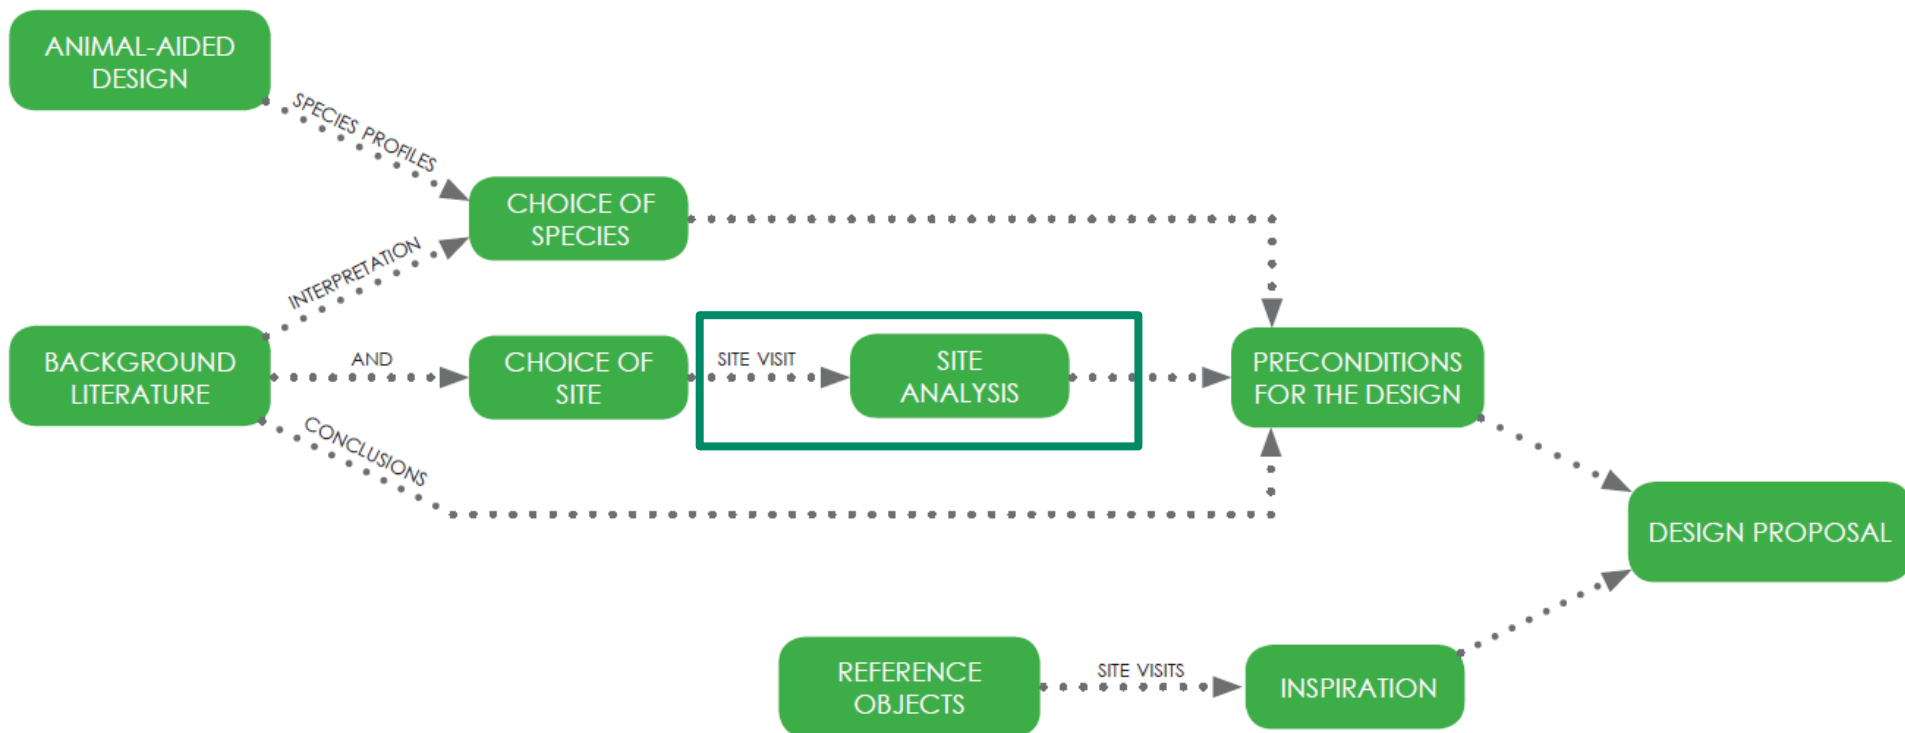 ANIMAL-AIDED
DESIGN
SPECIES PROFILES
CHOICE OF
SPECIES
INTERPRETATION
BACKGROUND
LITERATURE
AND
CHOICE OF
SITE
SITE VISIT
SITE
ANALYSIS
PRECONDITIONS
FOR THE DESIGN
CONCLUSIONS
DESIGN PROPOSAL
REFERENCE
OBJECTS
SITE VISITS
INSPIRATION